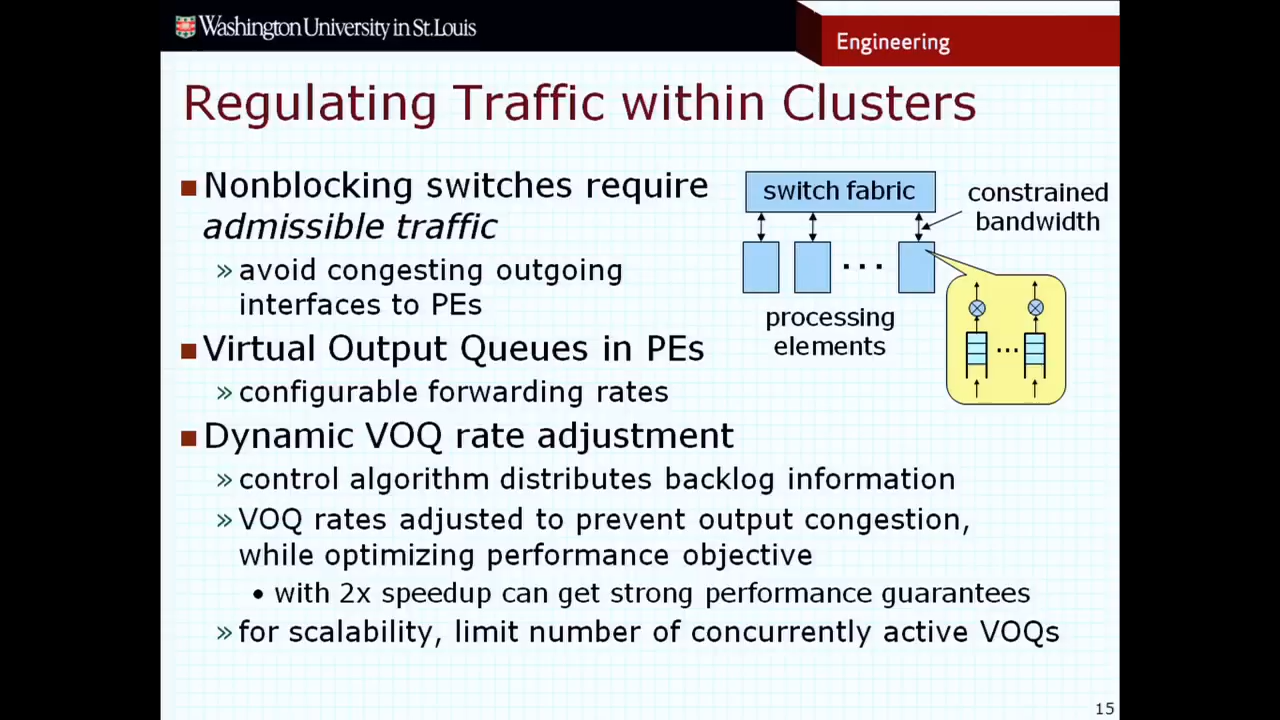 Washington University in St. Louis
Engineering
Regulating Traffic within Clusters
Nonblocking switches require
admissible traffic
» avoid congesting outgoing
interfaces to PEs
Virtual Output Queues in PEs
» configurable forwarding rates
Dynamic VOQ rate adjustment
» control algorithm distributes backlog information
» VOQ rates adjusted to prevent output congestion,
while optimizing performance objective
• with 2x speedup can get strong performance guarantees
» for scalability, limit number of concurrently active VOQs
switch fabric
constrained
bandwidth
...
processing
elements
...
15